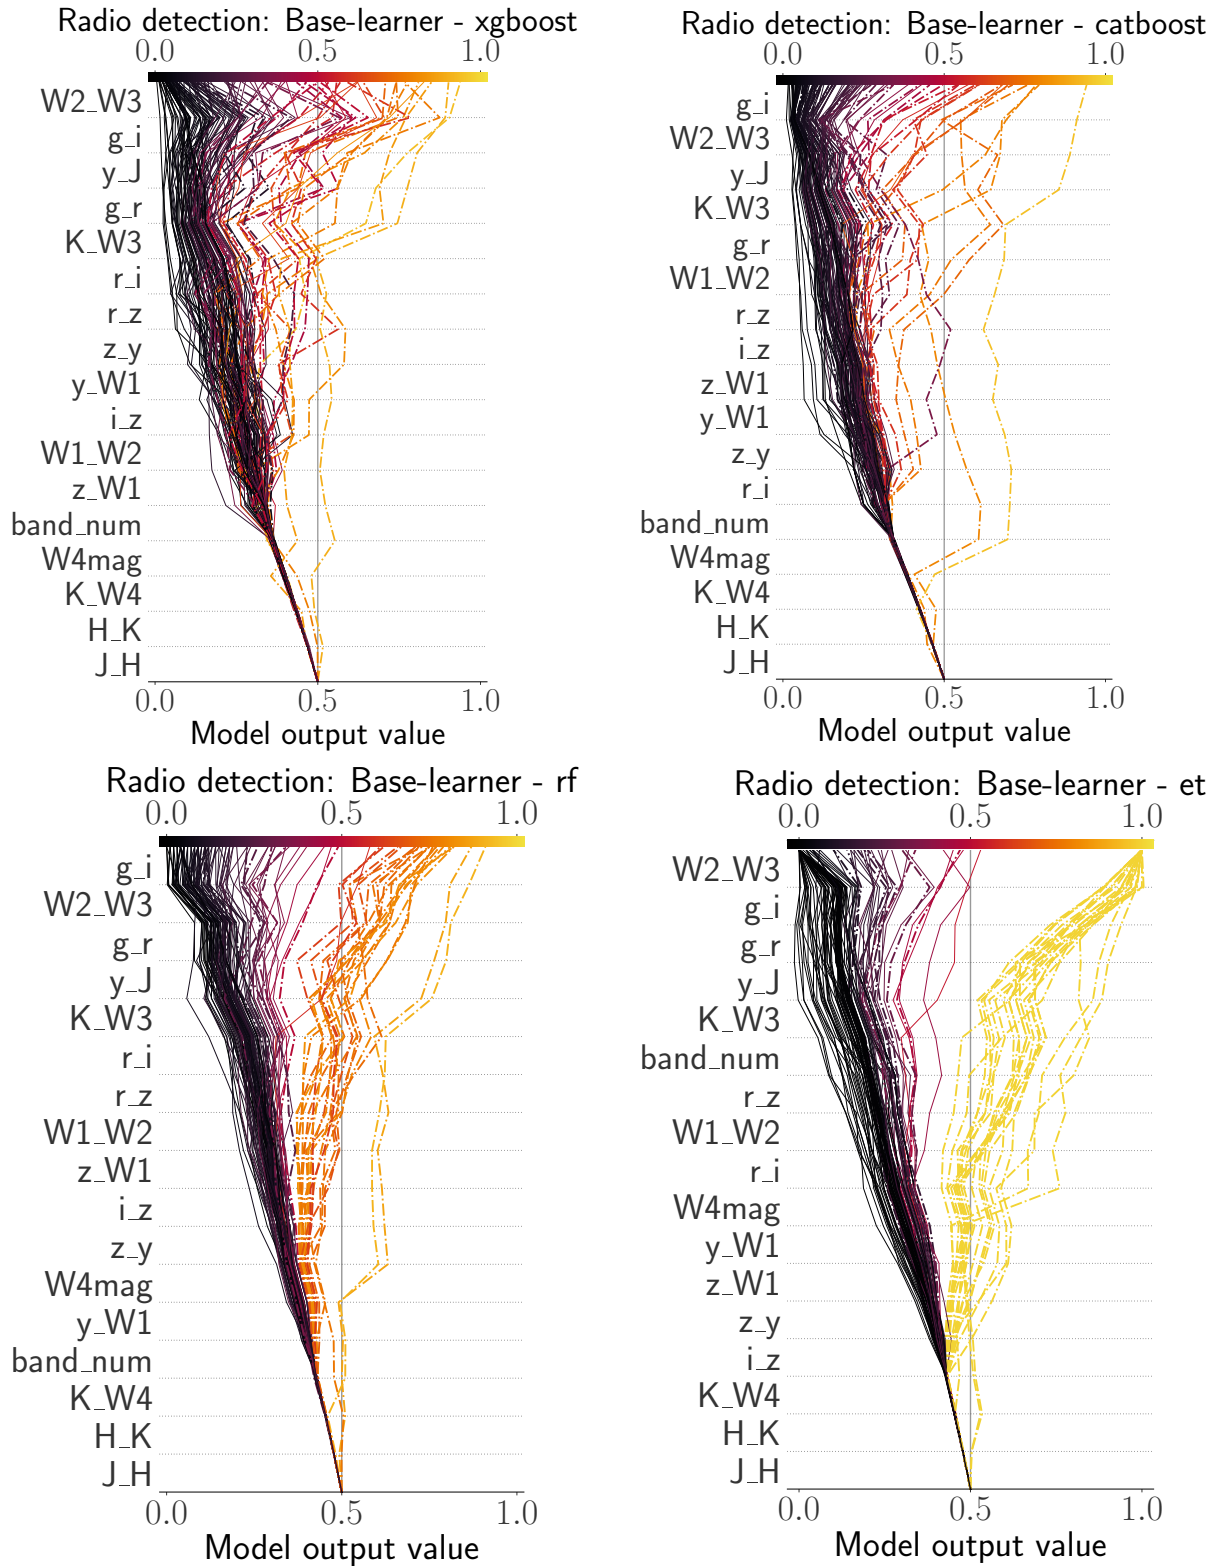 Radio detection: Base-learner - xgboost
0.0 0.5 1.0
W2_W3
g_i
y_J
g_r
K_W3
r_i
r_z
z_y
y_W1
i_z
W1_W2
z_W1
band_num
W4mag
K_W4
H_K
J_H
0.0 0.5 1.0
Model output value
Radio detection: Base-learner - catboost
0.0 0.5 1.0
g_i
W2_W3
y_J
K_W3
g_r
W1_W2
r_z
i_z
z_W1
y_W1
z_y
r_i
band_num
W4mag
K_W4
H_K
J_H
0.0 0.5 1.0
Model output value
Radio detection: Base-learner - rf
0.0 0.5 1.0
g_i
W2_W3
g_r
y_J
K_W3
r_i
r_z
W1_W2
z_W1
i_z
z_y
W4mag
y_W1
band_num
K_W4
H_K
J_H
0.0 0.5 1.0
Model output value
Radio detection: Base-learner - et
0.0 0.5 1.0
W2_W3
g_i
g_r
y_J
K_W3
band_num
r_z
W1_W2
r_i
W4mag
y_W1
z_W1
z_y
i_z
K_W4
H_K
J_H
0.0 0.5 1.0
Model output value